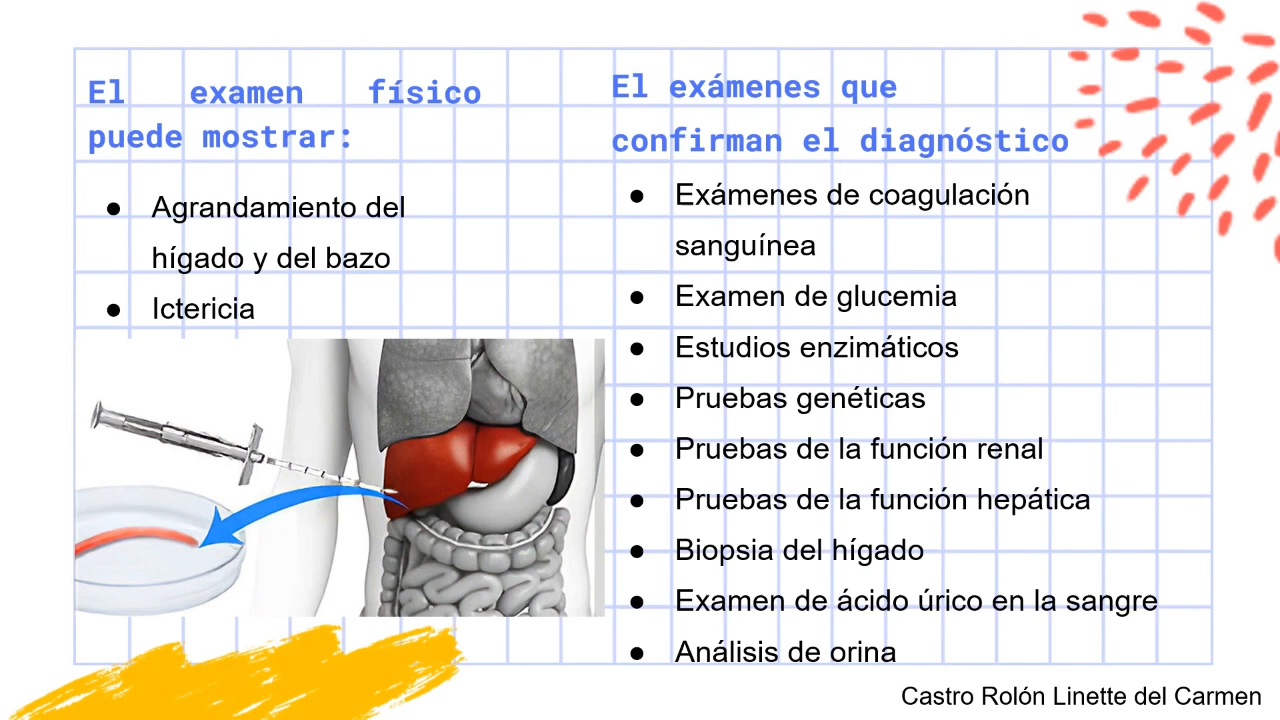 El examen físico
puede mostrar:
● Agrandamiento del
hígado y del bazo
● Ictericia
El exámenes que
confirman el diagnóstico
● Exámenes de coagulación
sanguínea
● Examen de glucemia
● Estudios enzimáticos
● Pruebas genéticas
● Pruebas de la función renal
● Pruebas de la función hepática
● Biopsia del hígado
● Examen de ácido úrico en la sangre
● Análisis de orina
Castro Rolón Linette del Carmen